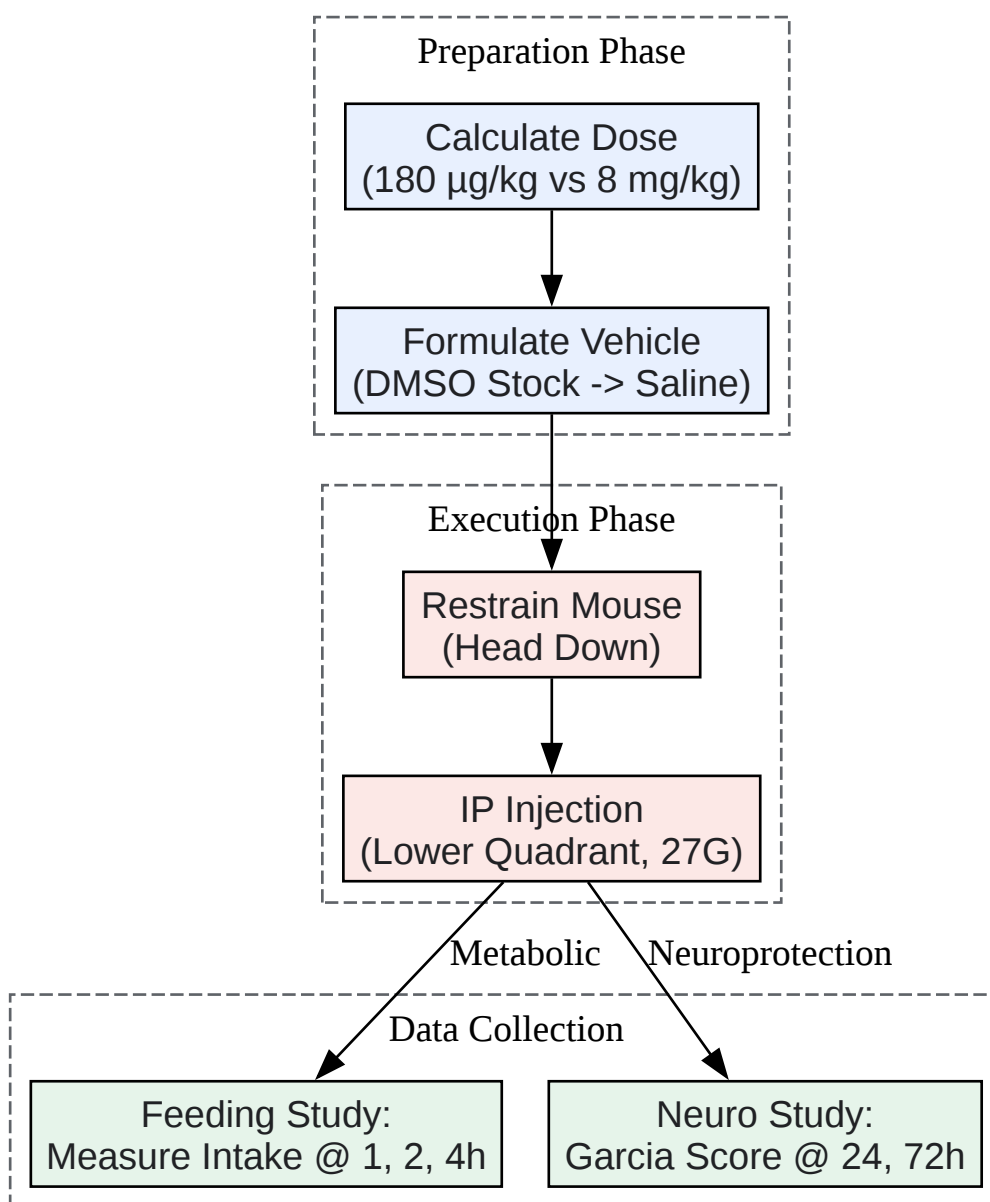 Preparation Phase
Calculate Dose
(180 µg/kg vs 8 mg/kg)
Formulate Vehicle
(DMSO Stock -> Saline)
Execution Phase
Restrain Mouse
(Head Down)
IP Injection
(Lower Quadrant, 27G)
Metabolic
Neuroprotection
Data Collection
Feeding Study:
Measure Intake @ 1, 2, 4h
Neuro Study:
Garcia Score @ 24, 72h